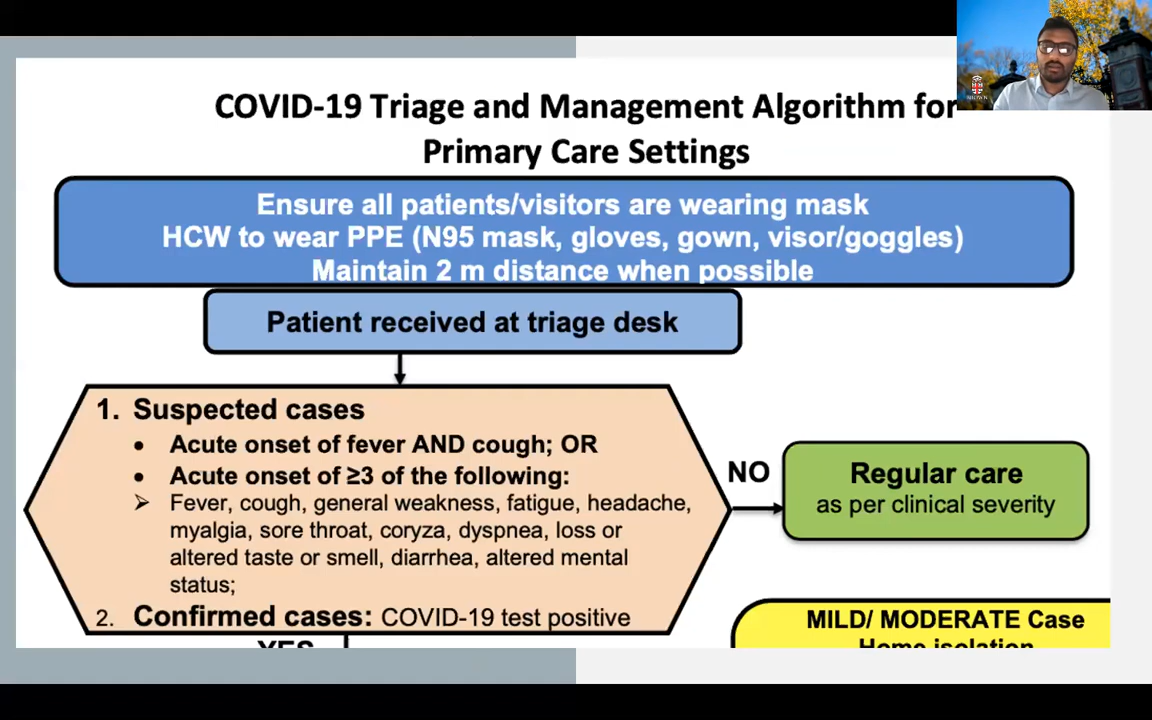 COVID-19 Triage and Management Algorithm for
Primary Care Settings
Ensure all patients/visitors are wearing mask
HCW to wear PPE (N95 mask, gloves, gown, visor/goggles)
Maintain 2 m distance when possible
Patient received at triage desk
1. Suspected cases
• Acute onset of fever AND cough; OR
• Acute onset of ≥3 of the following:
➢ Fever, cough, general weakness, fatigue, headache,
myalgia, sore throat, coryza, dyspnea, loss or
altered taste or smell, diarrhea, altered mental
status;
2. Confirmed cases: COVID-19 test positive
NO
Regular care
as per clinical severity
YES
MILD/ MODERATE Case
Home isolation
BROWN